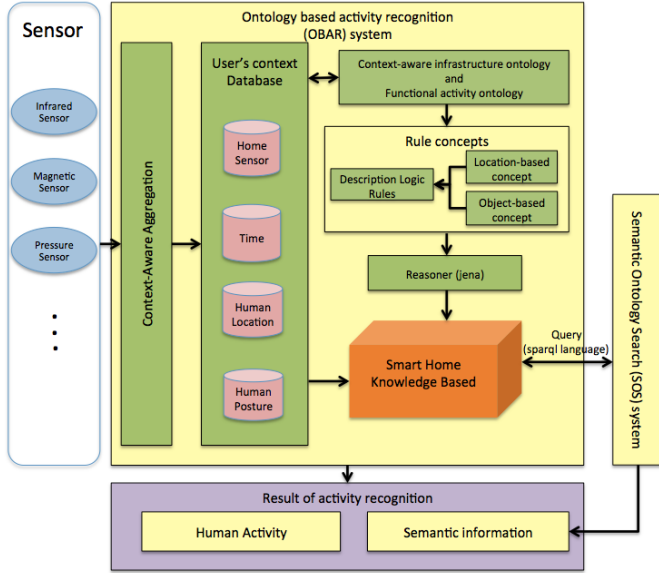 Sensor
Infrared
Sensor
Magnetic
Sensor
Pressure
Sensor
Ontology based activity recognition
(OBAR) system
Context-Aware Aggregation
User's context
Database
Home
Sensor
Time
Human
Location
Human
Posture
Context-aware infrastructure ontology
and
Functional activity ontology
Rule concepts
Description Logic
Rules
Location-based
concept
Object-based
concept
Reasoner (jena)
Smart Home
Knowledge Based
Query
(sparql language)
Semantic Ontology Search (SOS) system
Result of activity recognition
Human Activity
Semantic information